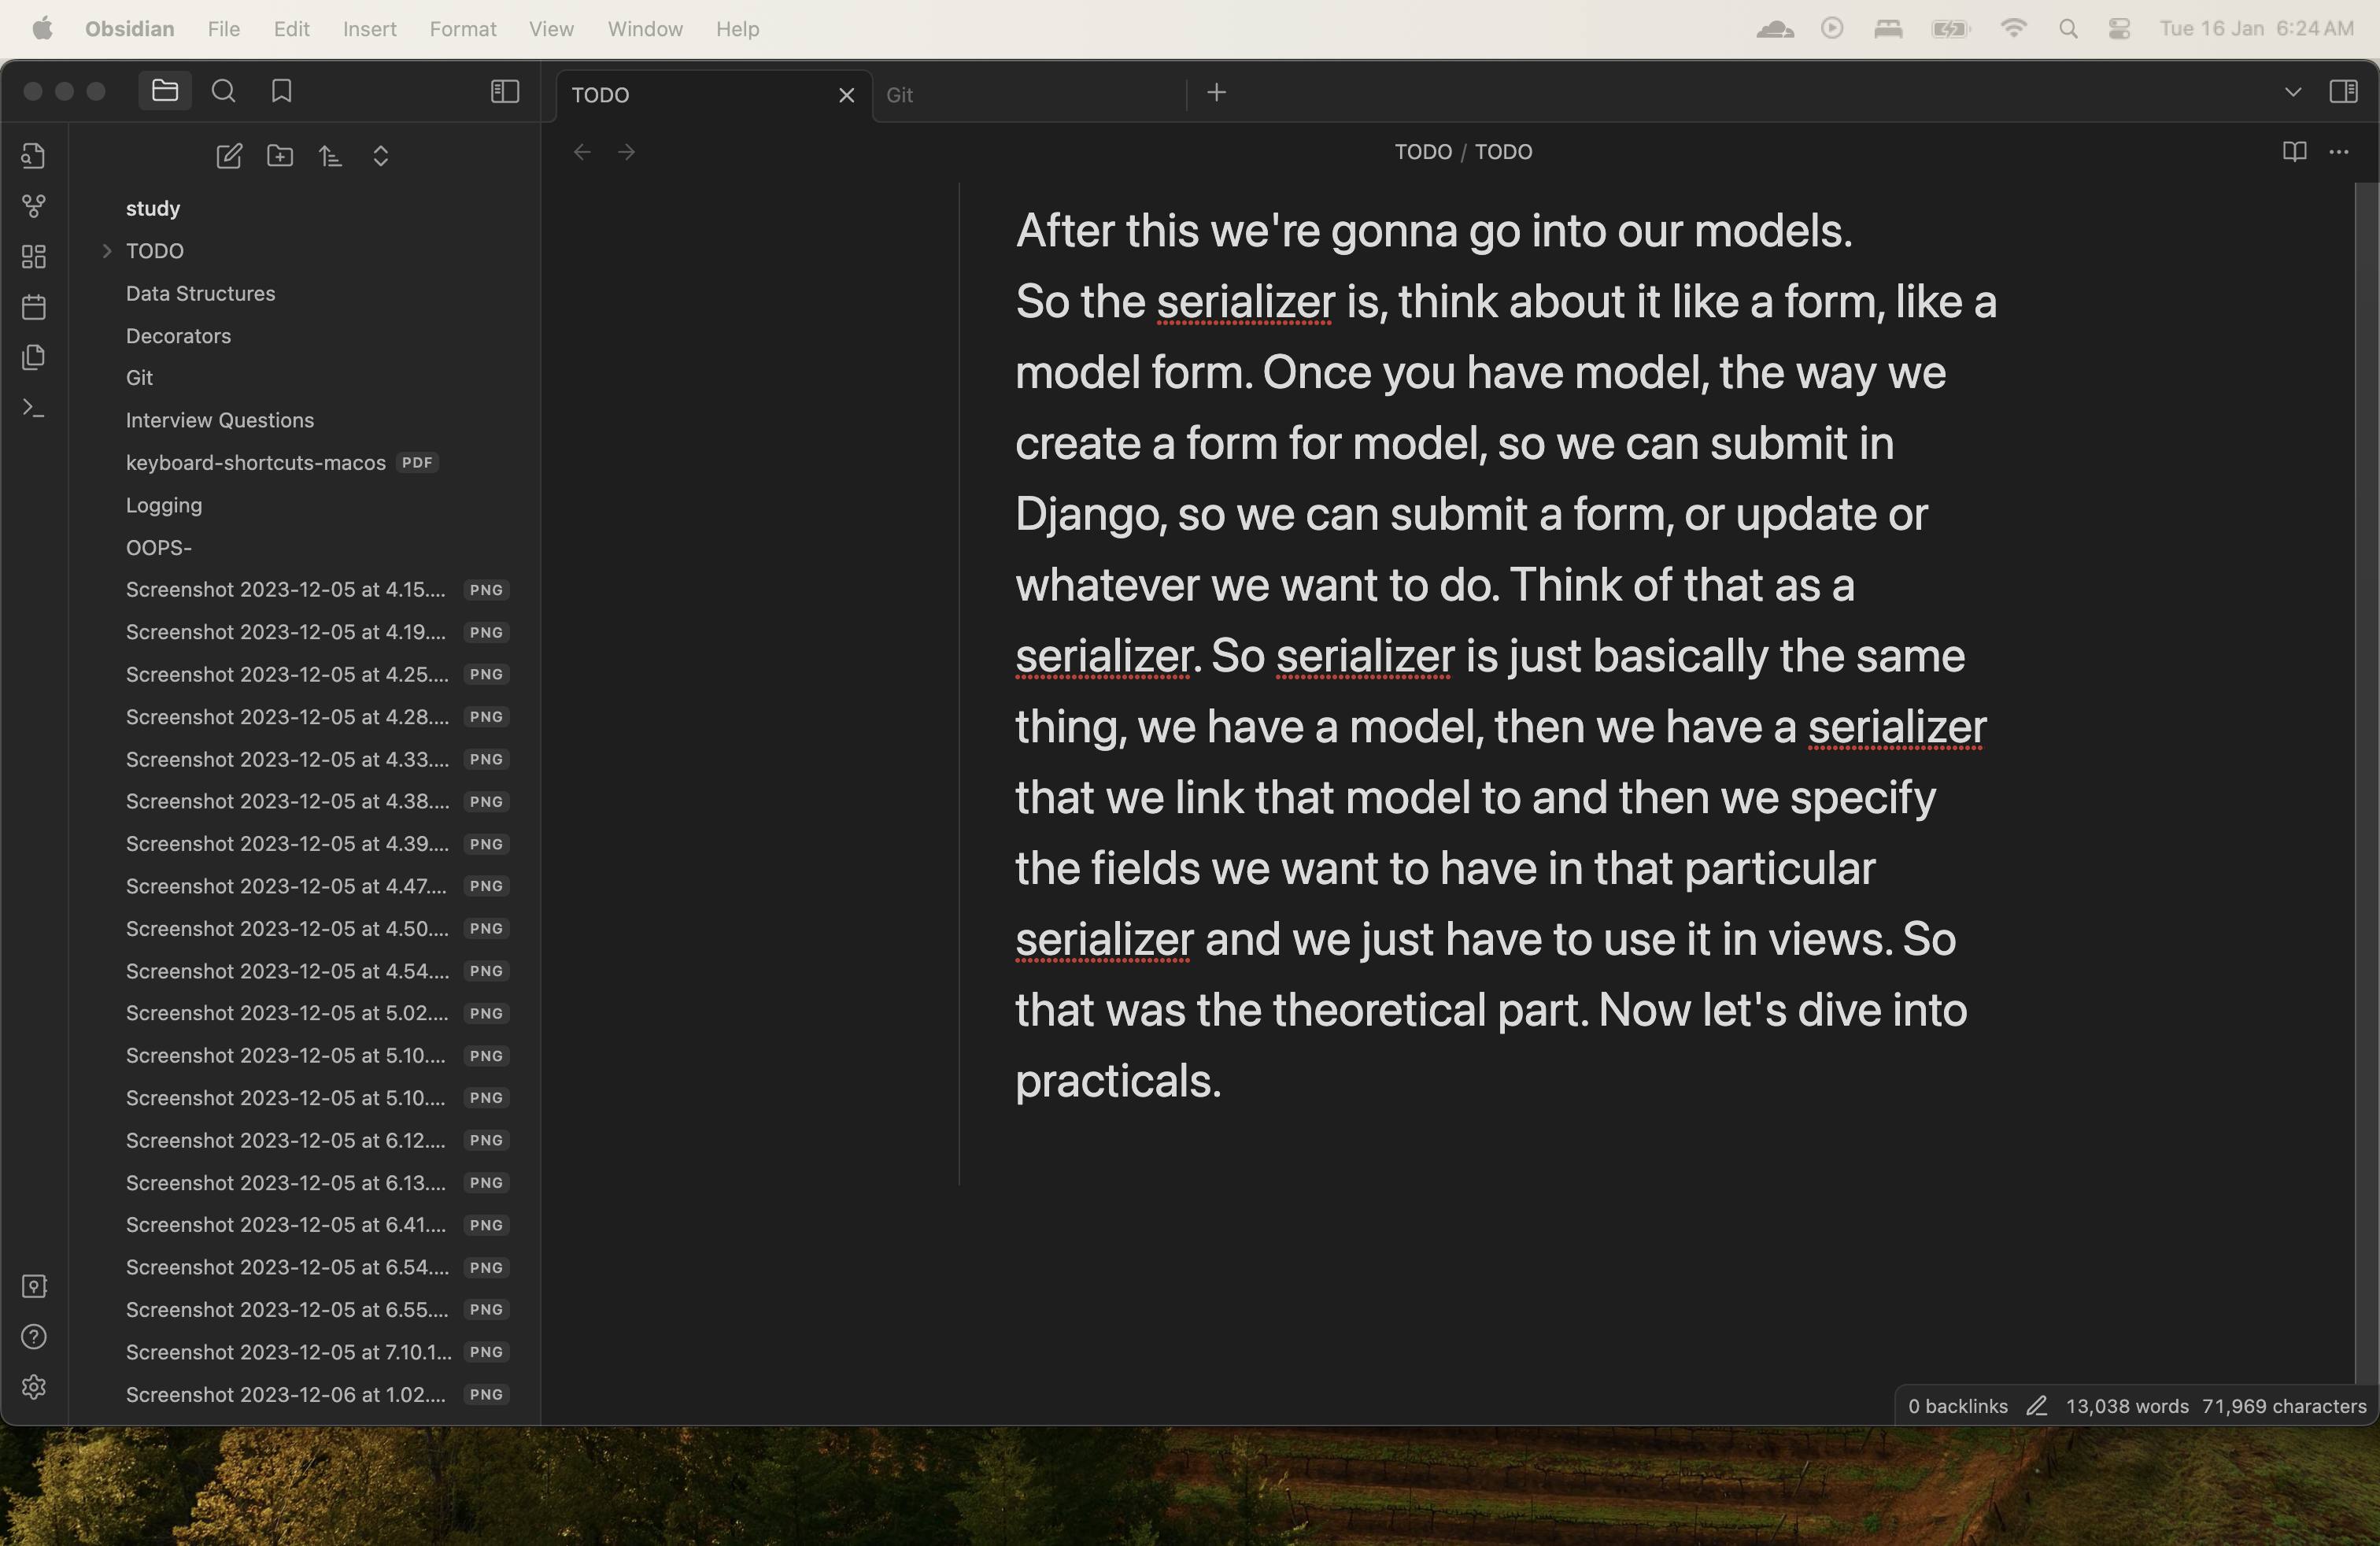 Obsidian File Edit Insert Format View Window Help Tue 16 Jan 6:24 AM
TODO Git
TODO / TODO
study
TODO
Data Structures
Decorators
Git
Interview Questions
keyboard-shortcuts-macos PDF
Logging
OOPS-
Screenshot 2023-12-05 at 4.15.... PNG
Screenshot 2023-12-05 at 4.19.... PNG
Screenshot 2023-12-05 at 4.25.... PNG
Screenshot 2023-12-05 at 4.28.... PNG
Screenshot 2023-12-05 at 4.33.... PNG
Screenshot 2023-12-05 at 4.38.... PNG
Screenshot 2023-12-05 at 4.39.... PNG
Screenshot 2023-12-05 at 4.47.... PNG
Screenshot 2023-12-05 at 4.50.... PNG
Screenshot 2023-12-05 at 4.54.... PNG
Screenshot 2023-12-05 at 5.02.... PNG
Screenshot 2023-12-05 at 5.10.... PNG
Screenshot 2023-12-05 at 5.10.... PNG
Screenshot 2023-12-05 at 6.12.... PNG
Screenshot 2023-12-05 at 6.13.... PNG
Screenshot 2023-12-05 at 6.41.... PNG
Screenshot 2023-12-05 at 6.54.... PNG
Screenshot 2023-12-05 at 6.55.... PNG
Screenshot 2023-12-05 at 7.10.1... PNG
Screenshot 2023-12-06 at 1.02.... PNG
After this we're gonna go into our models.
So the serializer is, think about it like a form, like a
model form. Once you have model, the way we
create a form for model, so we can submit in
Django, so we can submit a form, or update or
whatever we want to do. Think of that as a
serializer. So serializer is just basically the same
thing, we have a model, then we have a serializer
that we link that model to and then we specify
the fields we want to have in that particular
serializer and we just have to use it in views. So
that was the theoretical part. Now let's dive into
practicals.
0 backlinks 13,038 words 71,969 characters